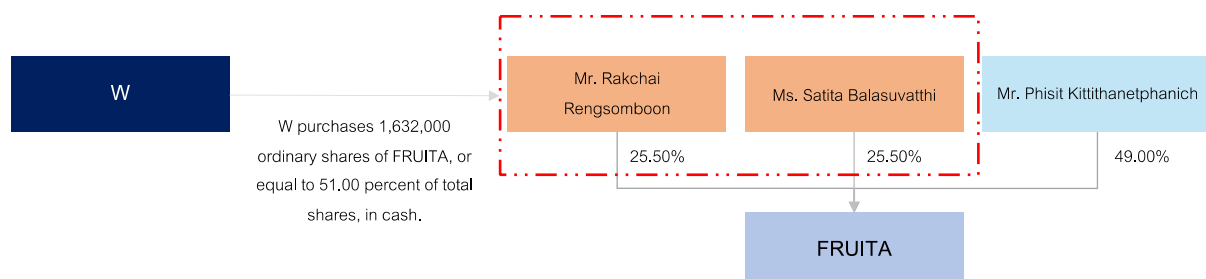 W
W purchases 1,632,000
ordinary shares of FRUITA, or
equal to 51.00 percent of total
shares, in cash.
Mr. Rakchai
Rengsomboon
Ms. Satita Balasuvatthi
Mr. Phisit Kittithanetphanich
25.50%
25.50%
49.00%
FRUITA